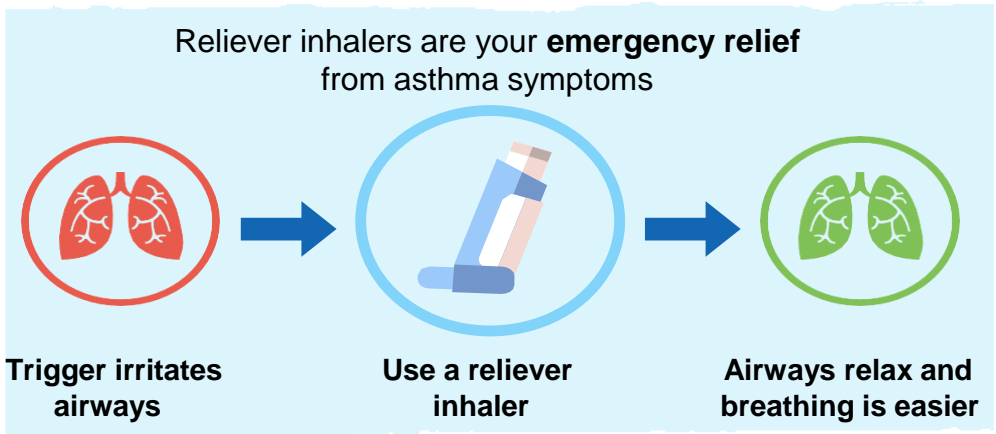 Reliever inhalers are your emergency relief
from asthma symptoms
Trigger irritates
airways
Use a reliever
inhaler
Airways relax and
breathing is easier